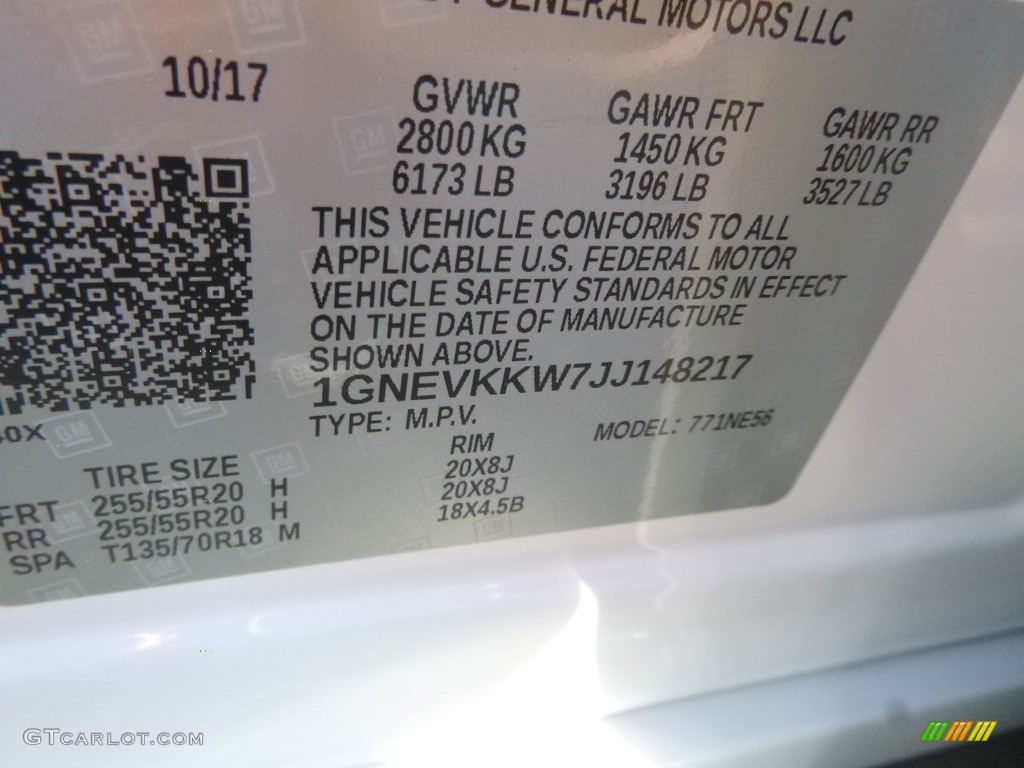 GENERAL MOTORS LLC
10/17
GVWR GAWR FRT GAWR RR
2800 KG 1450 KG 1600 KG
6173 LB 3196 LB 3527 LB
THIS VEHICLE CONFORMS TO ALL
APPLICABLE U.S. FEDERAL MOTOR
VEHICLE SAFETY STANDARDS IN EFFECT
ON THE DATE OF MANUFACTURE
SHOWN ABOVE.
1GNEVKKW7JJ148217
TYPE: M.P.V. MODEL: 771NE56
TIRE SIZE RIM
FRT 255/55R20 H 20X8J
RR 255/55R20 H 20X8J
SPA T135/70R18 M 18X4.5B
GTCARLOT.COM